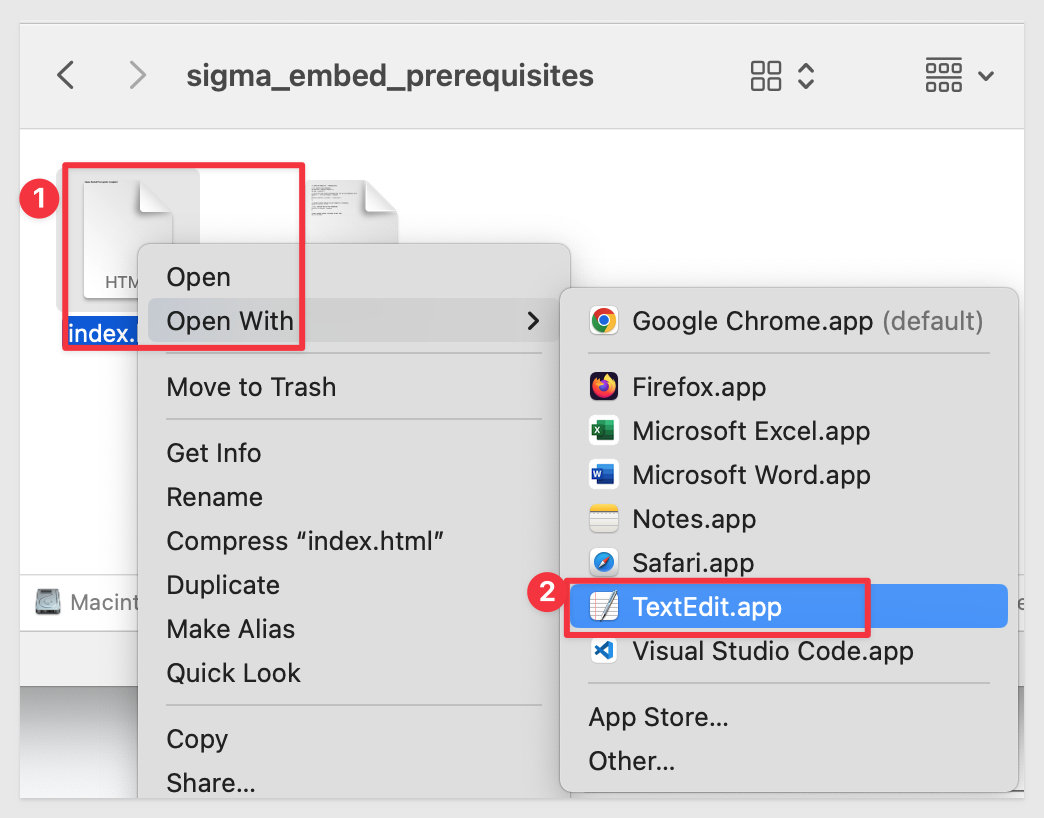 sigma_embed_prerequisites
1
HTM
index.
Open
Open With
Move to Trash
Get Info
Rename
Compress “index.html”
Duplicate
Make Alias
Quick Look
Copy
Share...
Macint
Google Chrome.app (default)
Firefox.app
Microsoft Excel.app
Microsoft Word.app
Notes.app
Safari.app
2
TextEdit.app
Visual Studio Code.app
App Store...
Other...